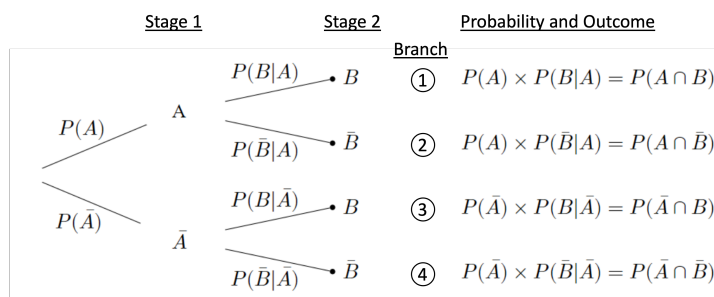 Stage 1 Stage 2 Probability and Outcome
Branch
P(B|A) B ① P(A) × P(B|A) = P(A ∩ B)
A
P(A)
P(B̄|A) B̄ ② P(A) × P(B̄|A) = P(A ∩ B̄)
P(B|Ā) B ③ P(Ā) × P(B|Ā) = P(Ā ∩ B)
P(Ā)
Ā
P(B̄|Ā) B̄ ④ P(Ā) × P(B̄|Ā) = P(Ā ∩ B̄)